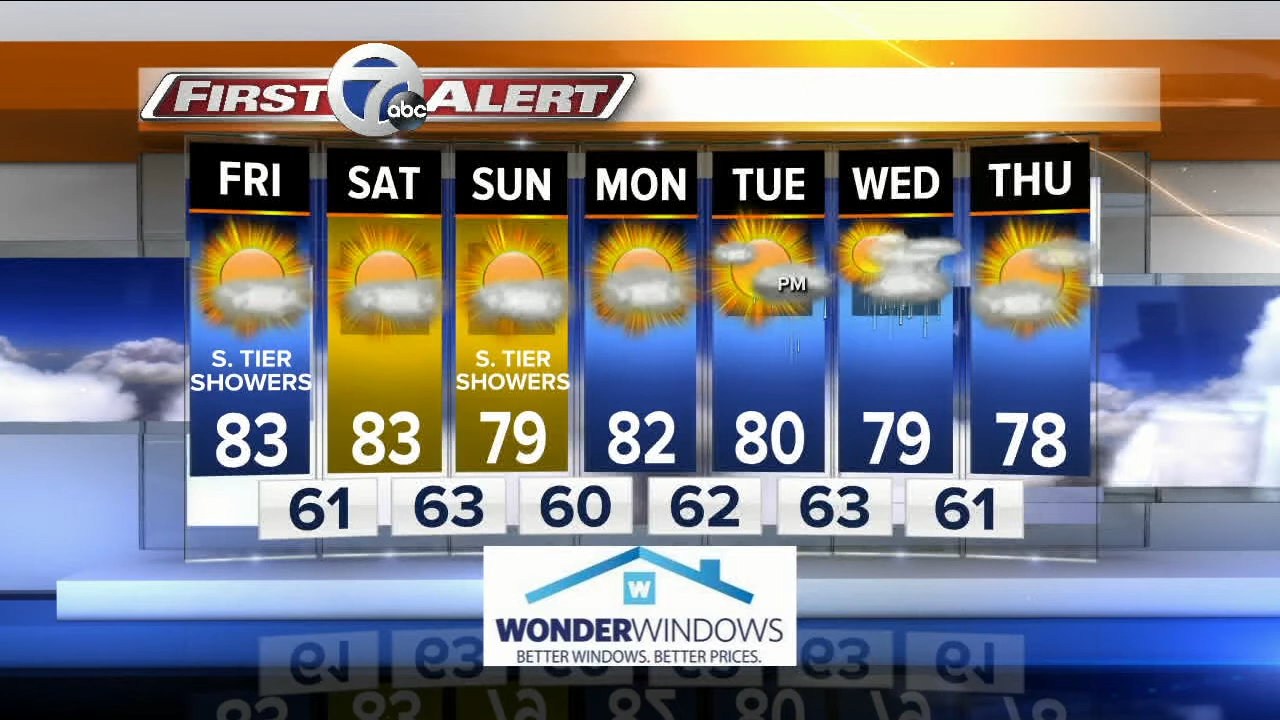 FIRST 7 abc ALERT
FRI SAT SUN MON TUE WED THU
PM
S. TIER
SHOWERS
S. TIER
SHOWERS
83 83 79 82 80 79 78
61 63 60 62 63 61
W
WONDERWINDOWS
BETTER WINDOWS. BETTER PRICES.